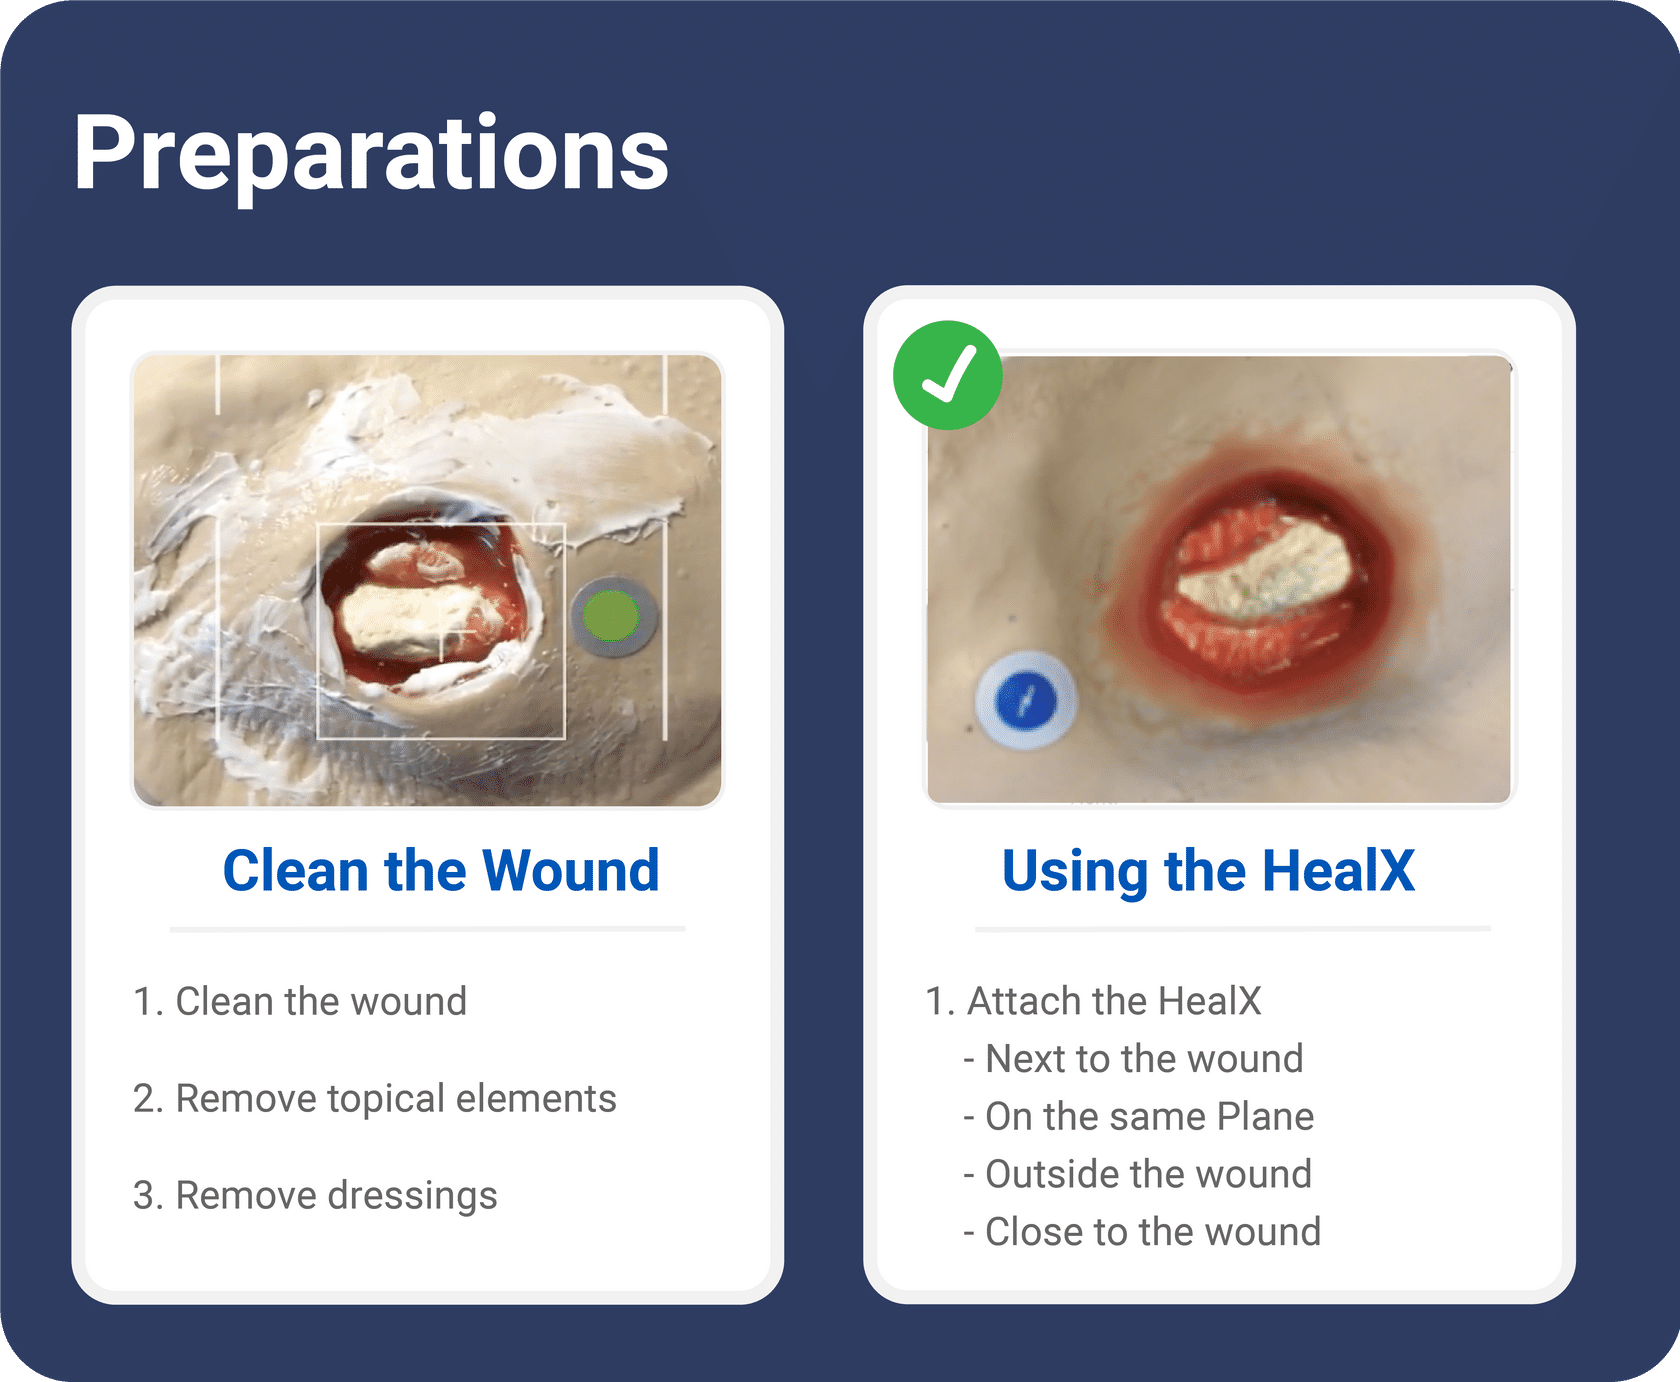 Preparations
Clean the Wound
1. Clean the wound
2. Remove topical elements
3. Remove dressings
Using the HealX
1. Attach the HealX
- Next to the wound
- On the same Plane
- Outside the wound
- Close to the wound